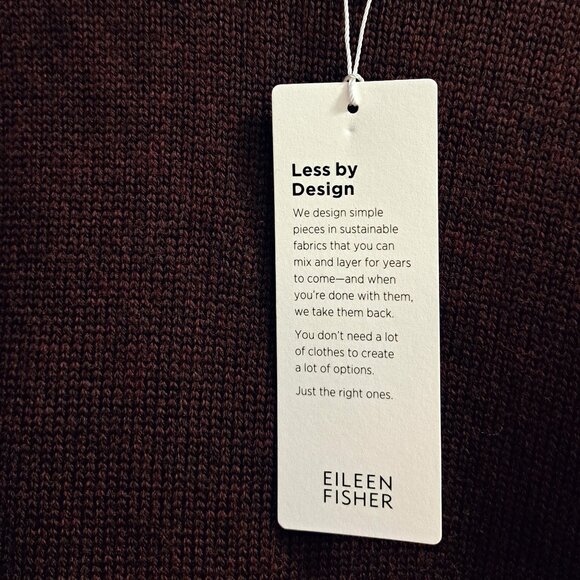 Less by
Design
We design simple
pieces in sustainable
fabrics that you can
mix and layer for years
to come—and when
you're done with them,
we take them back.
You don't need a lot
of clothes to create
a lot of options.
Just the right ones.
EILEEN
FISHER